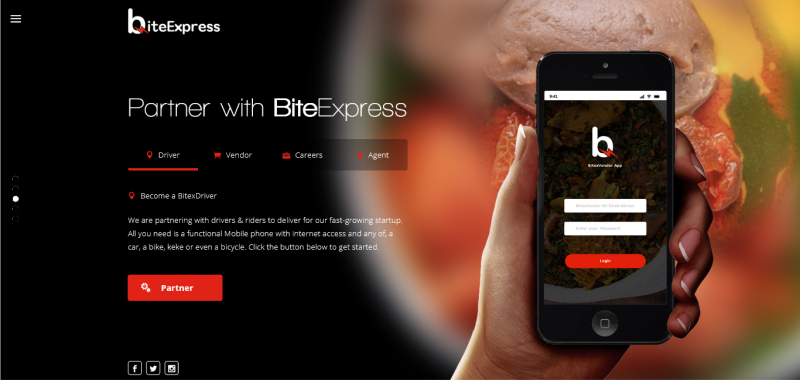 biteExpress
Partner with BiteExpress
Driver
Vendor
Careers
Agent
Become a BitexDriver
We are partnering with drivers & riders to deliver for our fast-growing startup.
All you need is a functional Mobile phone with internet access and any of, a
car, a bike, keke or even a bicycle. Click the button below to get started.
Partner
9:41
b
BitexVendor App
Enter your Password
Login